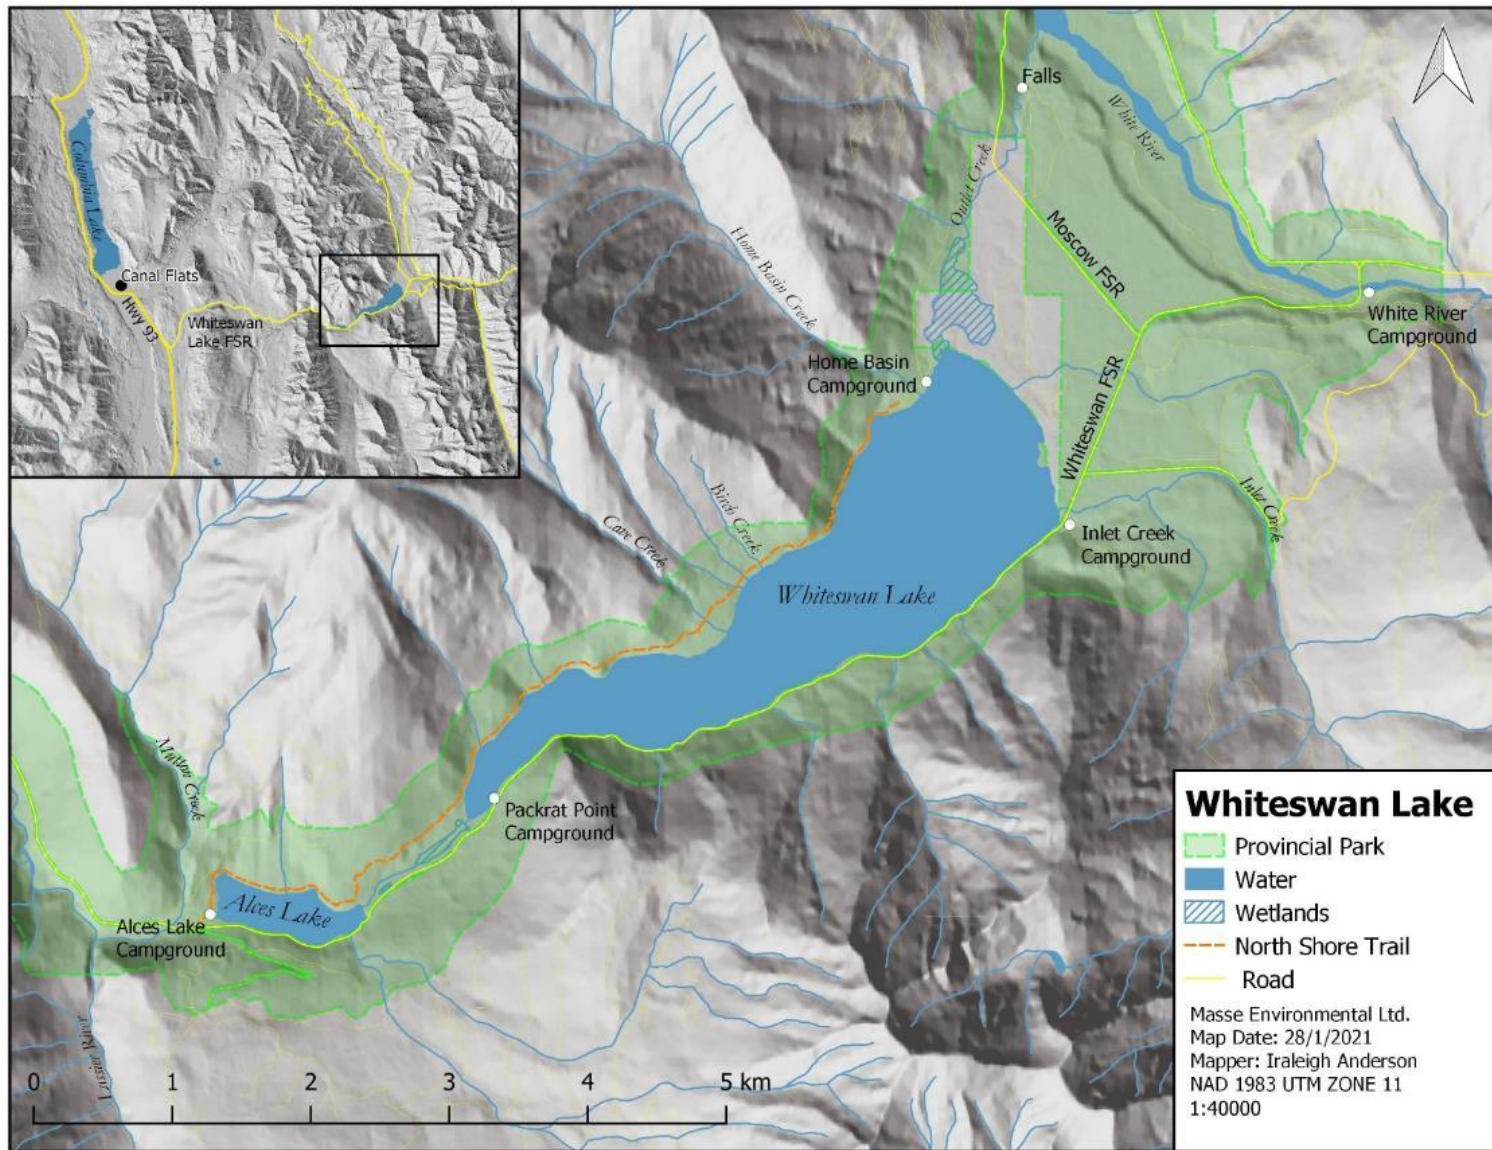 Columbia Lake
Canal Flats
Hwy 93
Whiteswan
Lake FSR
Falls
White River
Outlet Creek
Moscow FSR
Home Basin Creek
White River
Campground
Home Basin
Campground
Whiteswan FSR
Inlet Creek
Birch Creek
Cave Creek
Inlet Creek
Campground
Whiteswan Lake
Mutton Creek
Packrat Point
Campground
Alces Lake
Alces Lake
Campground
Lussier River
0 1 2 3 4 5 km
Whiteswan Lake
Provincial Park
Water
Wetlands
North Shore Trail
Road
Masse Environmental Ltd.
Map Date: 28/1/2021
Mapper: Iraleigh Anderson
NAD 1983 UTM ZONE 11
1:40000